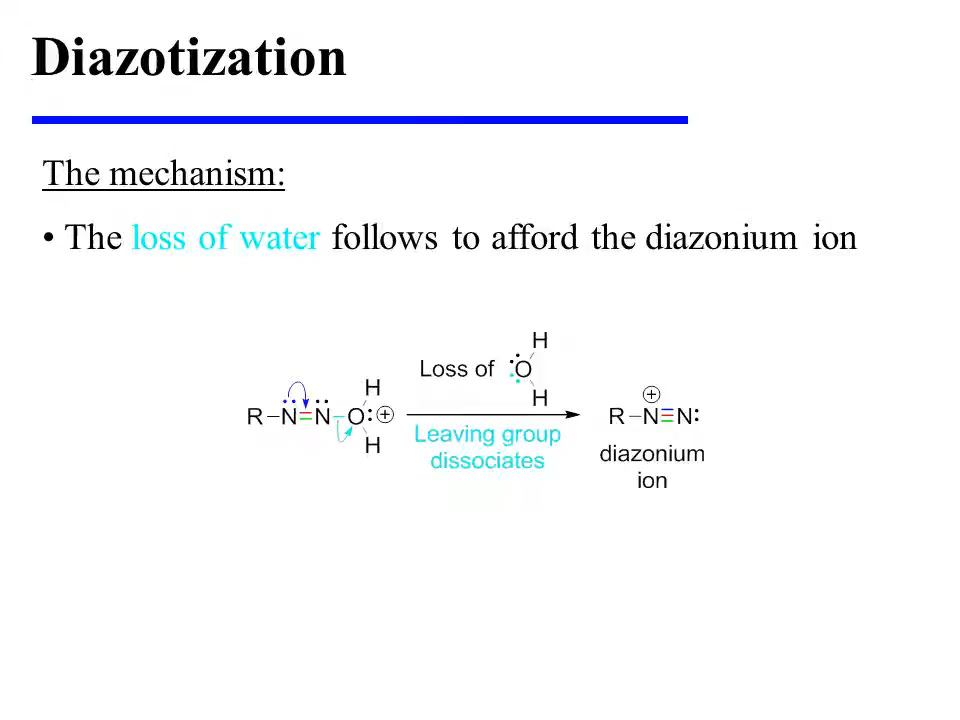 Diazotization
The mechanism:
• The loss of water follows to afford the diazonium ion
H
Loss of :O
H
H
R–N=N–O:⊕
H
Leaving group
dissociates
⊕
R–N≡N:
diazonium
ion